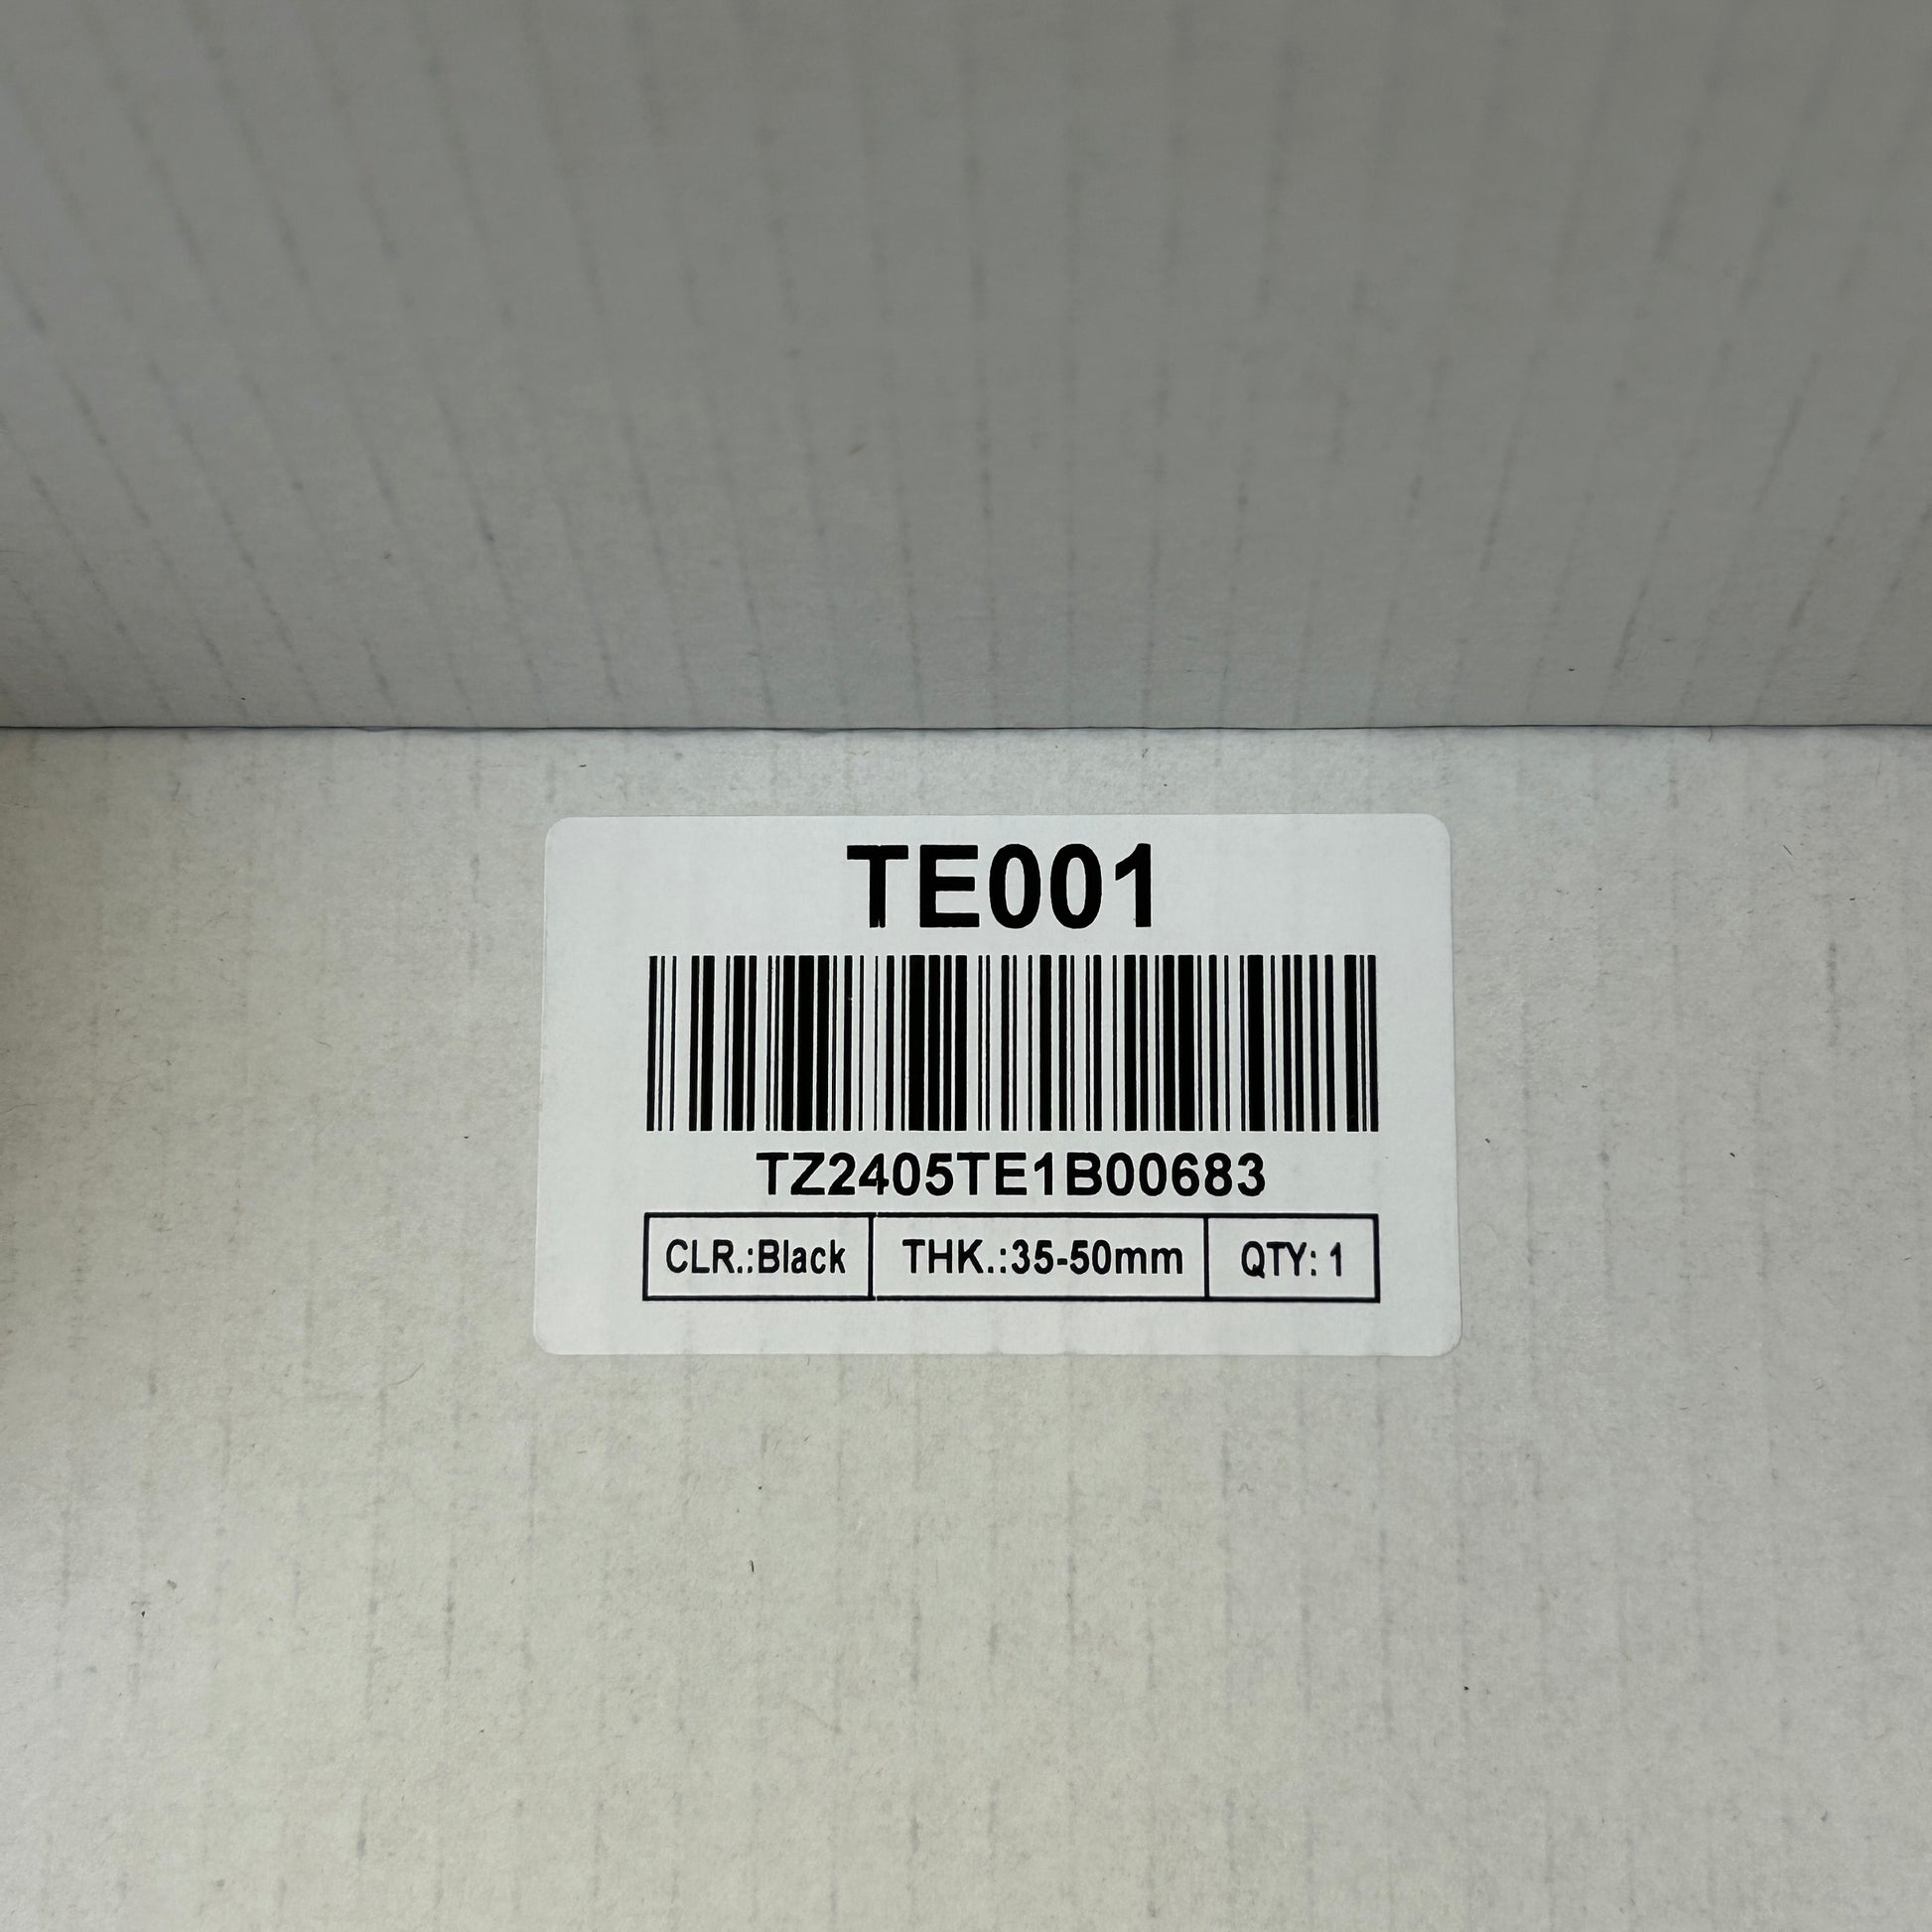 TE001
TZ2405TE1B00683
CLR.:Black THK.:35-50mm QTY: 1